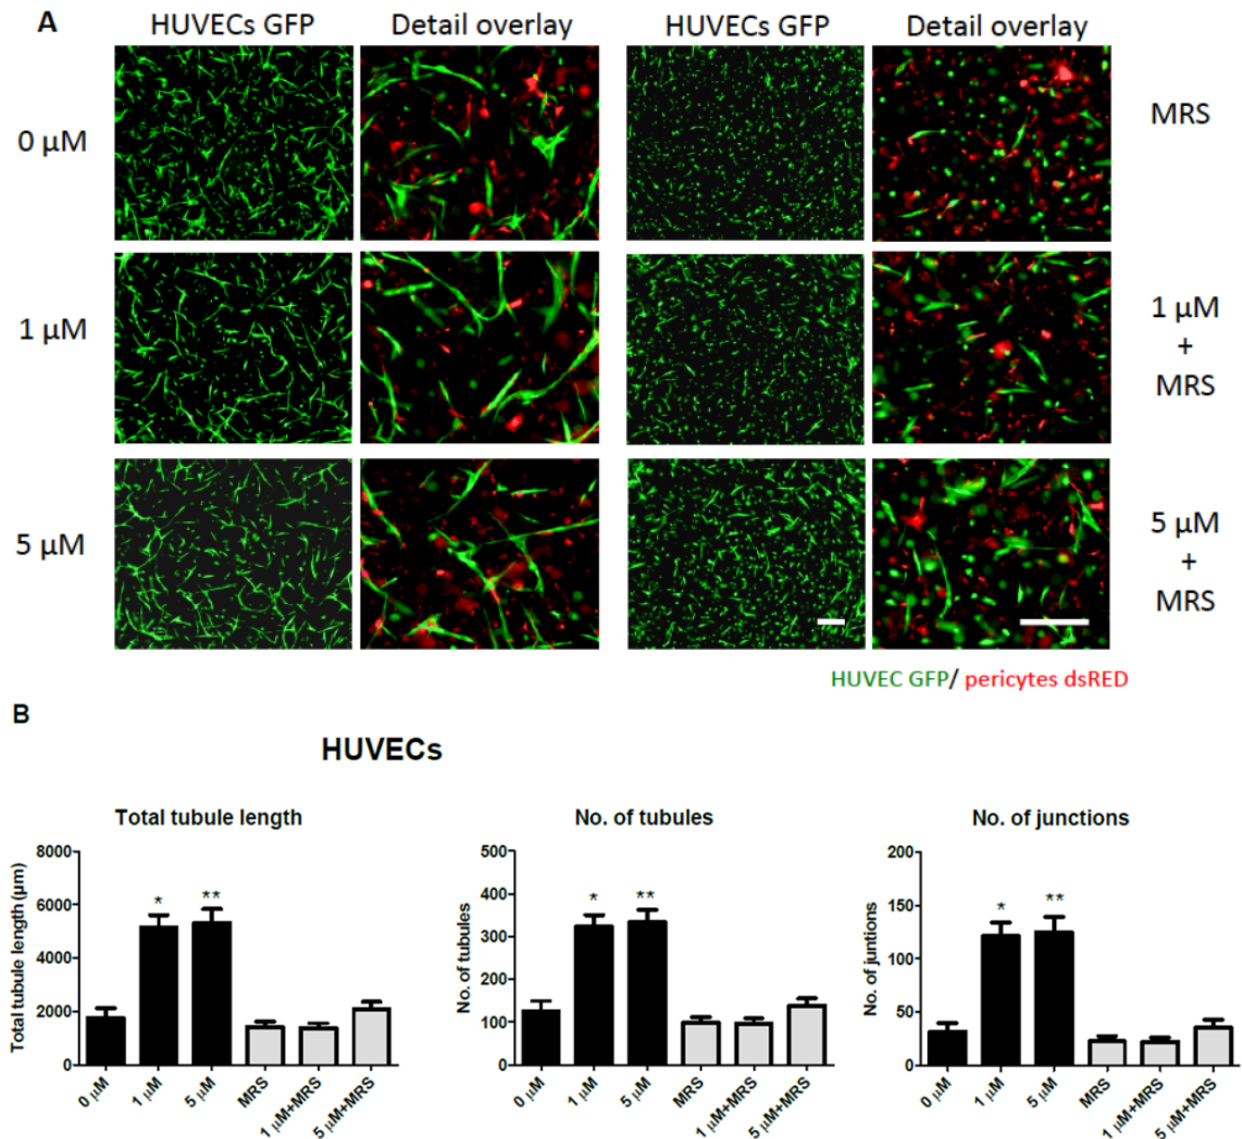 A
HUVECs GFP
Detail overlay
HUVECs GFP
Detail overlay
0 µM
MRS
1 µM
1 µM
+
MRS
5 µM
5 µM
+
MRS
HUVEC GFP/ pericytes dsRED
B
HUVECs
Total tubule length
Total tubule length (µm)
8000
6000
4000
2000
0
*
**
0 µM
1 µM
5 µM
MRS
1 µM+MRS
5 µM+MRS
No. of tubules
No. of tubules
500
400
300
200
100
0
*
**
0 µM
1 µM
5 µM
MRS
1 µM+MRS
5 µM+MRS
No. of junctions
No. of juntions
200
150
100
50
0
*
**
0 µM
1 µM
5 µM
MRS
1 µM+MRS
5 µM+MRS